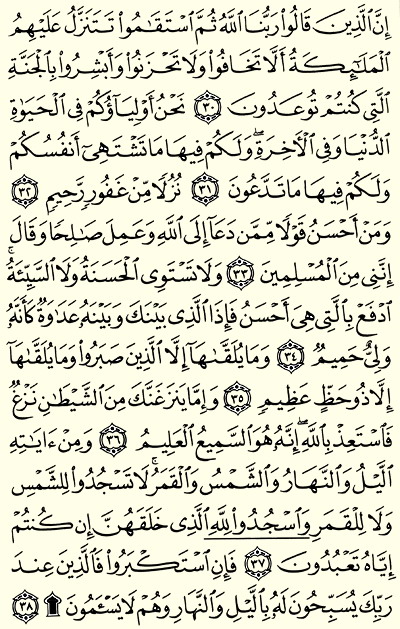 إِنَّ ٱلَّذِينَ قَالُوا۟ رَبُّنَا ٱللَّهُ ثُمَّ ٱسْتَقَـٰمُوا۟ تَتَنَزَّلُ عَلَيْهِمُ
ٱلْمَلَـٰٓئِكَةُ أَلَّا تَخَافُوا۟ وَلَا تَحْزَنُوا۟ وَأَبْشِرُوا۟ بِٱلْجَنَّةِ
ٱلَّتِى كُنتُمْ تُوعَدُونَ ٣٠ نَحْنُ أَوْلِيَآؤُكُمْ فِى ٱلْحَيَوٰةِ
ٱلدُّنْيَا وَفِى ٱلْـَٔاخِرَةِ ۖ وَلَكُمْ فِيهَا مَا تَشْتَهِىٓ أَنفُسُكُمْ
وَلَكُمْ فِيهَا مَا تَدَّعُونَ ٣١ نُزُلًا مِّنْ غَفُورٍ رَّحِيمٍ ٣٢
وَمَنْ أَحْسَنُ قَوْلًا مِّمَّن دَعَآ إِلَى ٱللَّهِ وَعَمِلَ صَـٰلِحًا وَقَالَ
إِنَّنِى مِنَ ٱلْمُسْلِمِينَ ٣٣ وَلَا تَسْتَوِى ٱلْحَسَنَةُ وَلَا ٱلسَّيِّئَةُ ۚ
ٱدْفَعْ بِٱلَّتِى هِىَ أَحْسَنُ فَإِذَا ٱلَّذِى بَيْنَكَ وَبَيْنَهُۥ عَدَٰوَةٌ كَأَنَّهُۥ
وَلِىٌّ حَمِيمٌ ٣٤ وَمَا يُلَقَّىٰهَآ إِلَّا ٱلَّذِينَ صَبَرُوا۟ وَمَا يُلَقَّىٰهَآ
إِلَّا ذُو حَظٍّ عَظِيمٍ ٣٥ وَإِمَّا يَنزَغَنَّكَ مِنَ ٱلشَّيْطَـٰنِ نَزْغٌ
فَٱسْتَعِذْ بِٱللَّهِ ۖ إِنَّهُۥ هُوَ ٱلسَّمِيعُ ٱلْعَلِيمُ ٣٦ وَمِنْ ءَايَـٰتِهِ
ٱلَّيْلُ وَٱلنَّهَارُ وَٱلشَّمْسُ وَٱلْقَمَرُ ۚ لَا تَسْجُدُوا۟ لِلشَّمْسِ
وَلَا لِلْقَمَرِ وَٱسْجُدُوا۟ لِلَّهِ ٱلَّذِى خَلَقَهُنَّ إِن كُنتُمْ
إِيَّاهُ تَعْبُدُونَ ٣٧ فَإِنِ ٱسْتَكْبَرُوا۟ فَٱلَّذِينَ عِندَ
رَبِّكَ يُسَبِّحُونَ لَهُۥ بِٱلَّيْلِ وَٱلنَّهَارِ وَهُمْ لَا يَسْـَٔمُونَ ۩ ٣٨